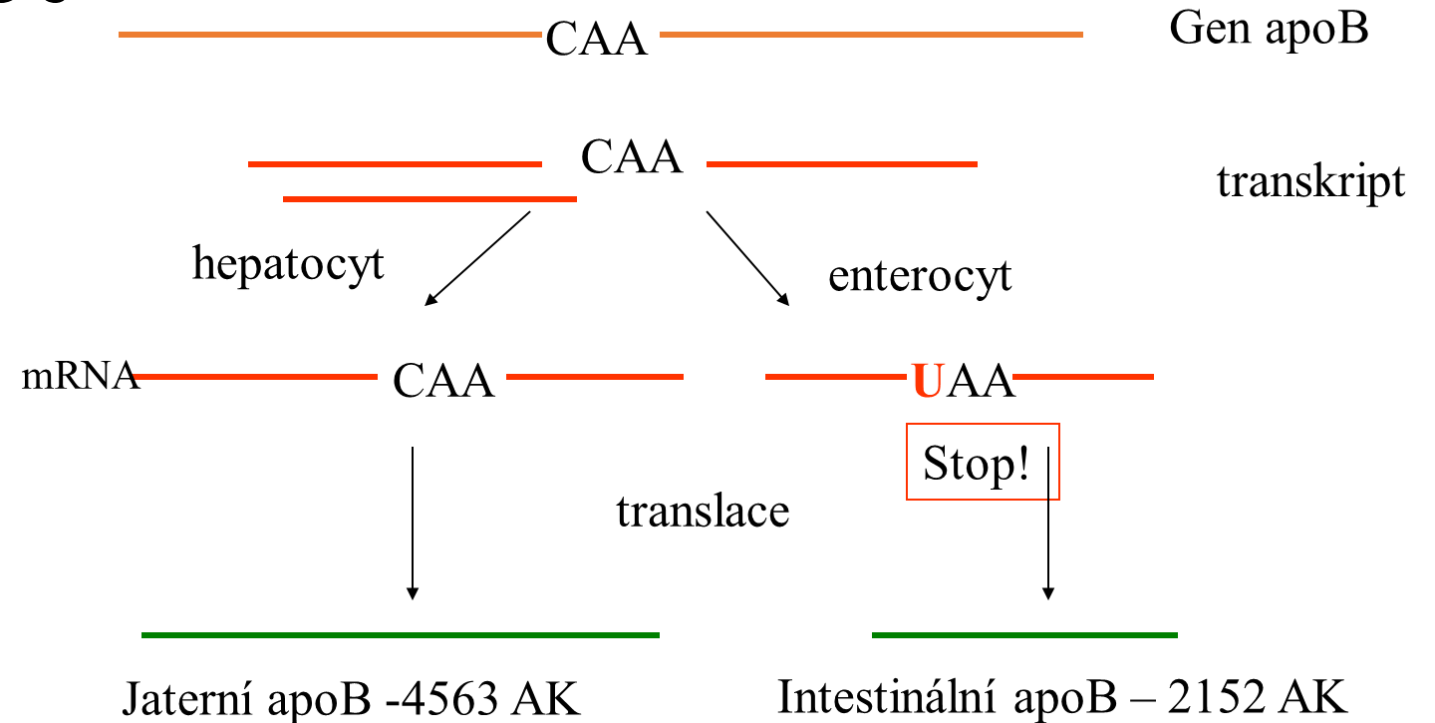 CAA
Gen apoB
CAA
transkript
hepatocyt
enterocyt
mRNA
CAA
UAA
Stop!
translace
Jaterní apoB -4563 AK
Intestinální apoB – 2152 AK